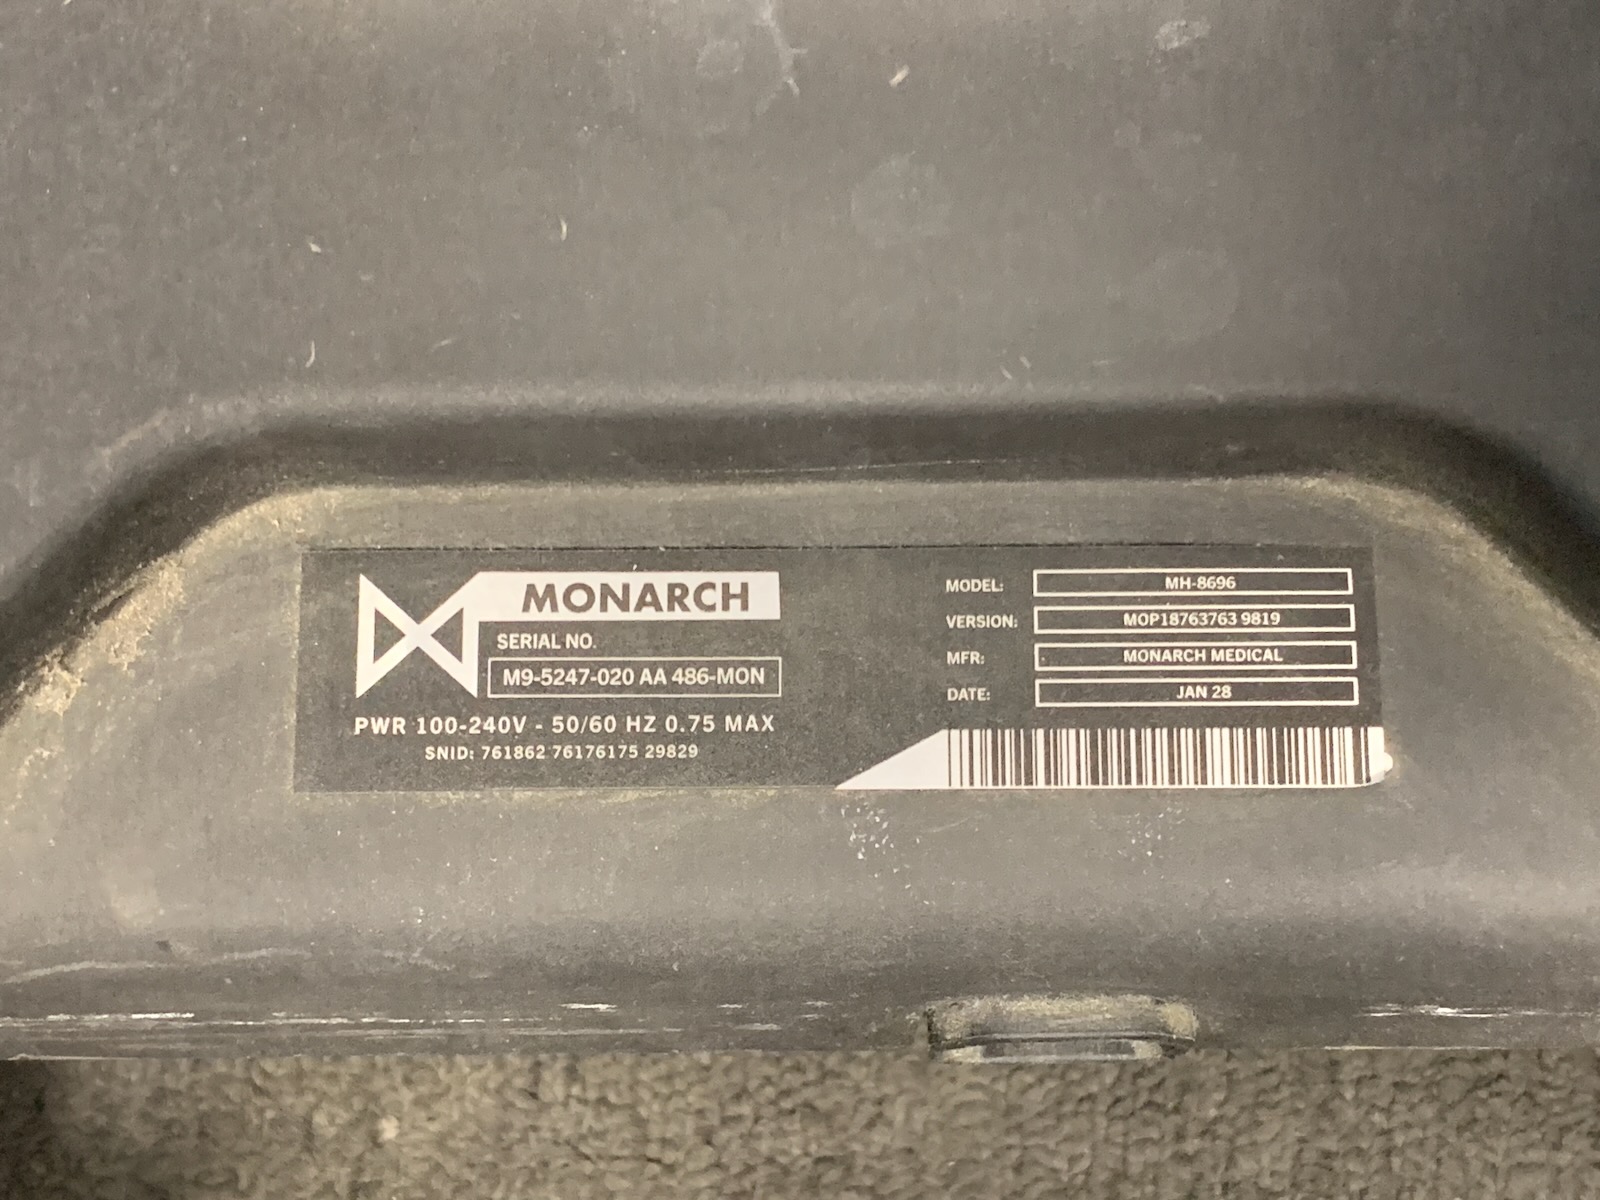 MONARCH
SERIAL NO.
M9-5247-020 AA 486-MON
PWR 100-240V - 50/60 HZ 0.75 MAX
SNID: 761862 76176175 29829
MODEL: MH-8696
VERSION: MOP18763763 9819
MFR: MONARCH MEDICAL
DATE: JAN 28